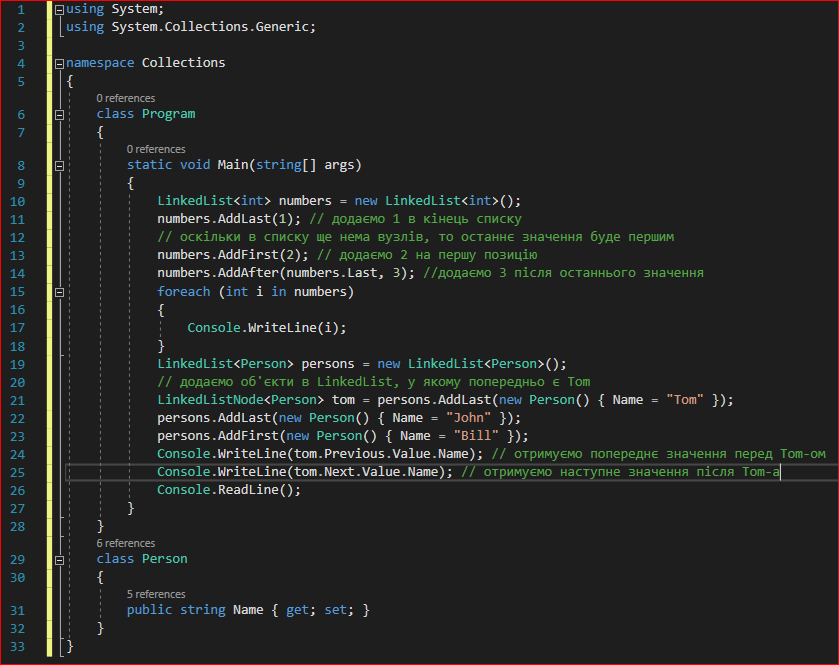 1 using System;
2 using System.Collections.Generic;
3
4 namespace Collections
5 {
0 references
6 class Program
7 {
0 references
8 static void Main(string[] args)
9 {
10 LinkedList<int> numbers = new LinkedList<int>();
11 numbers.AddLast(1); // додаємо 1 в кінець списку
12 // оскільки в списку ще нема вузлів, то останнє значення буде першим
13 numbers.AddFirst(2); // додаємо 2 на першу позицію
14 numbers.AddAfter(numbers.Last, 3); //додаємо 3 після останнього значення
15 foreach (int i in numbers)
16 {
17 Console.WriteLine(i);
18 }
19 LinkedList<Person> persons = new LinkedList<Person>();
20 // додаємо об'єкти в LinkedList, у якому попередньо є Tom
21 LinkedListNode<Person> tom = persons.AddLast(new Person() { Name = "Tom" });
22 persons.AddLast(new Person() { Name = "John" });
23 persons.AddFirst(new Person() { Name = "Bill" });
24 Console.WriteLine(tom.Previous.Value.Name); // отримуємо попереднє значення перед Tom-ом
25 Console.WriteLine(tom.Next.Value.Name); // отримуємо наступне значення після Tom-а
26 Console.ReadLine();
27 }
28 }
6 references
29 class Person
30 {
5 references
31 public string Name { get; set; }
32 }
33 }